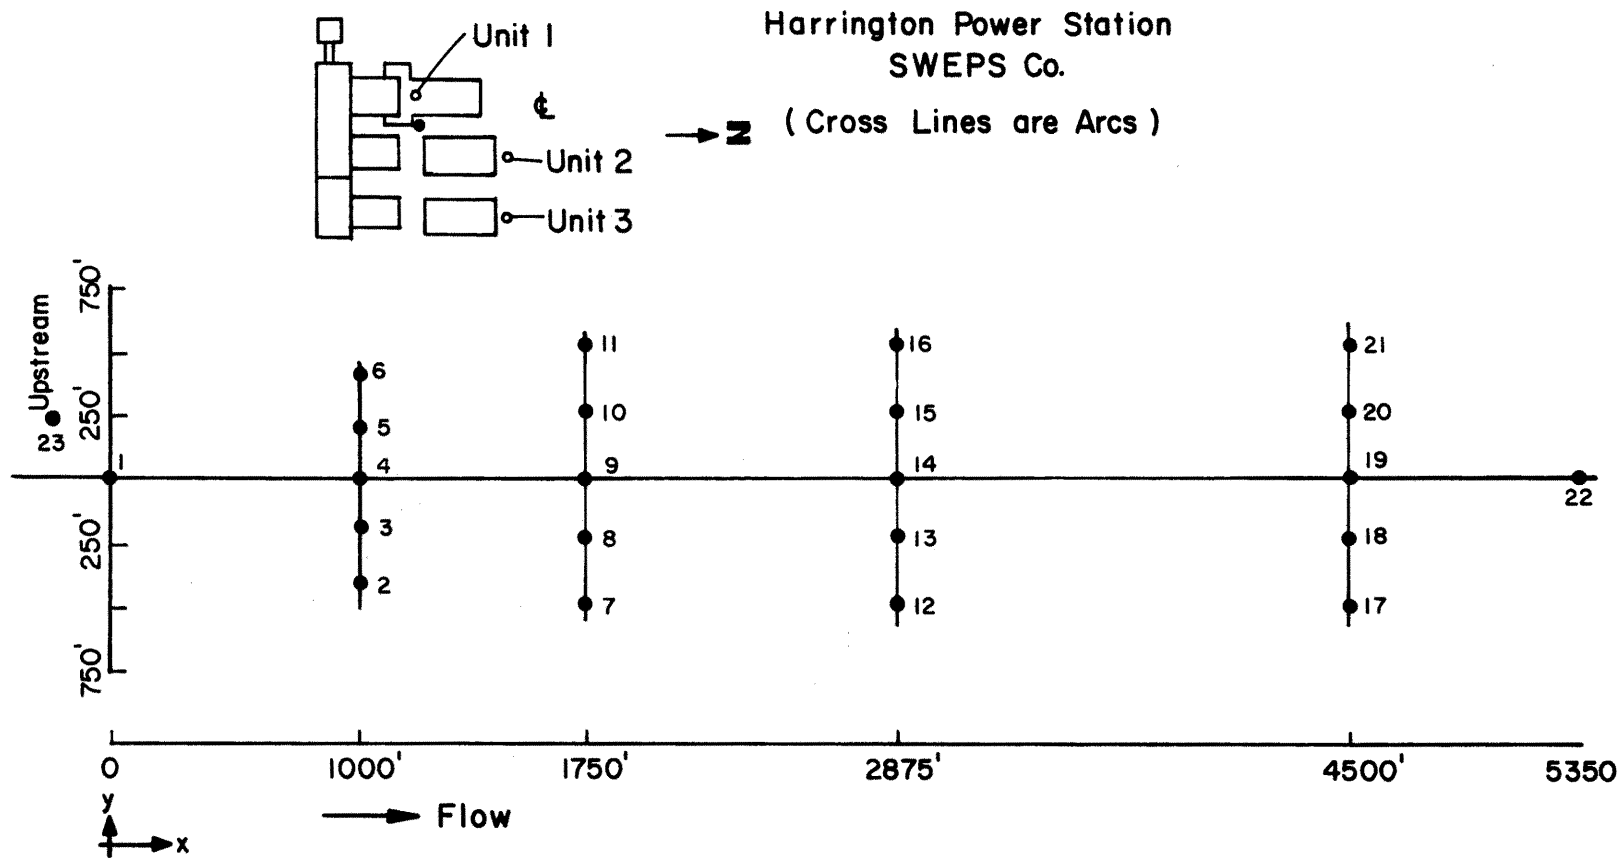 Harrington Power Station
SWEPS Co.
( Cross Lines are Arcs )
Unit 1
℄
N
Unit 2
Unit 3
750'
250'
250'
750'
Upstream
23
1
6
5
4
3
2
11
10
9
8
7
16
15
14
13
12
21
20
19
18
17
22
0 1000' 1750' 2875' 4500' 5350
y
x
Flow